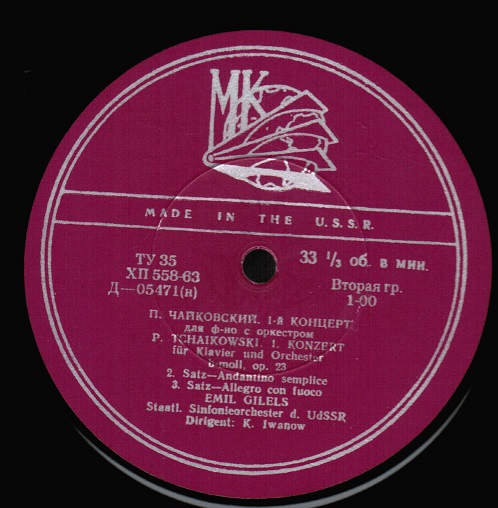 МК
MADE IN THE U.S.S.R.
ТУ 35
ХП 558-63
Д—05471(н)
33 1/3 об. в мин.
Вторая гр.
1-00
П. ЧАЙКОВСКИЙ. 1-й КОНЦЕРТ
для ф-но с оркестром
P. TCHAIKOWSKI. 1. KONZERT
für Klavier und Orchester
b-moll, op. 23
2. Satz—Andantino semplice
3. Satz—Allegro con fuoco
EMIL GILELS
Staatl. Sinfonieorchester d. UdSSR
Dirigent: K. Iwanow